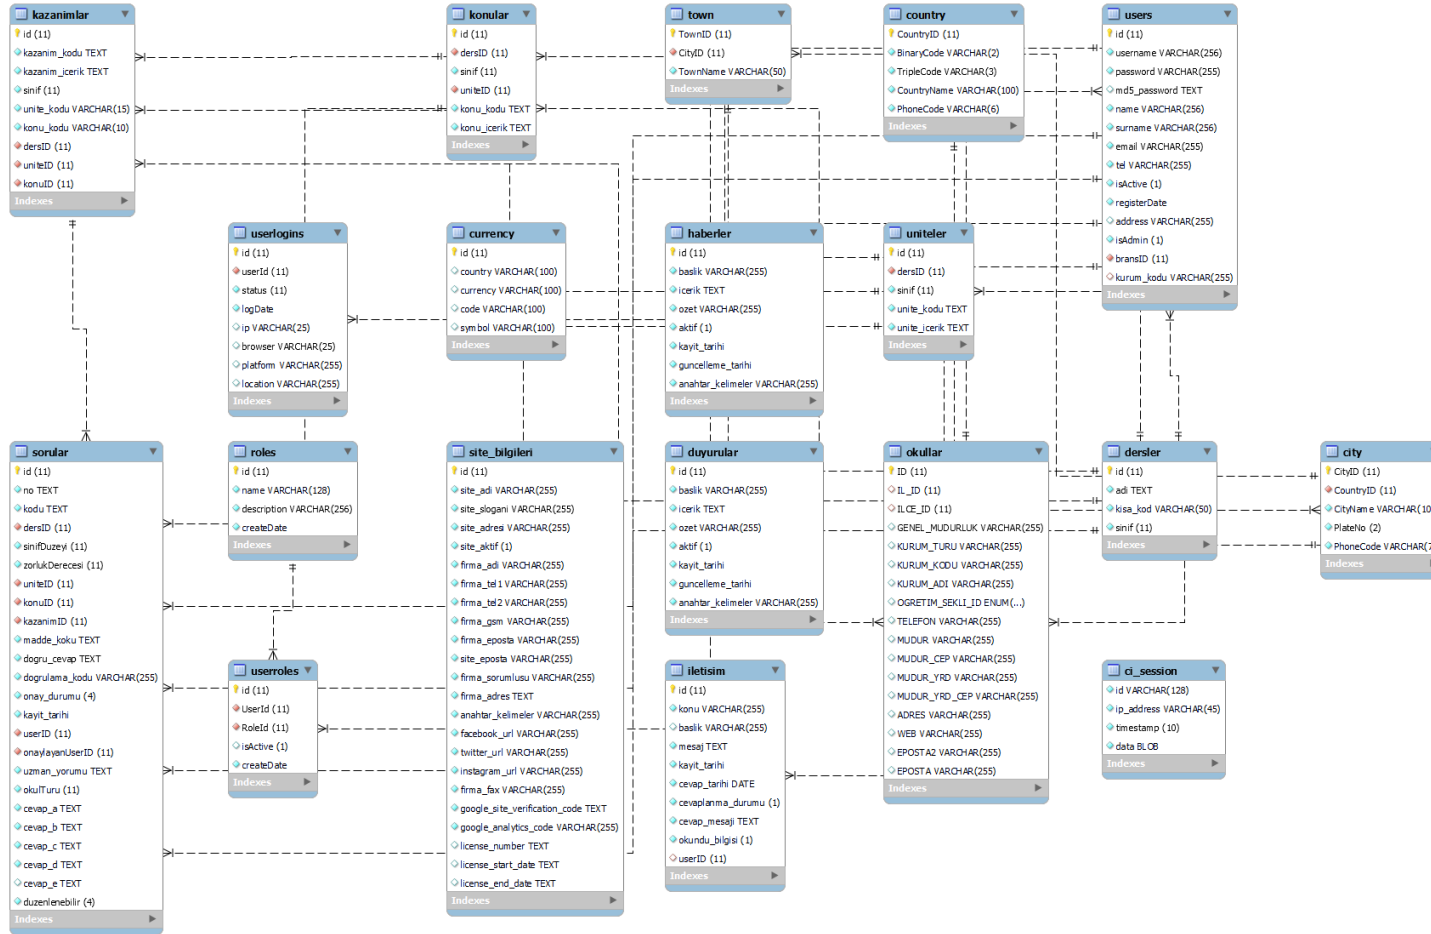 kazanimlar
id (11)
kazanim_kodu TEXT
kazanim_icerik TEXT
sinif (11)
unite_kodu VARCHAR(15)
konu_kodu VARCHAR(10)
dersID (11)
uniteID (11)
konuID (11)
Indexes
konular
id (11)
dersID (11)
sinif (11)
uniteID (11)
konu_kodu TEXT
konu_icerik TEXT
Indexes
town
TownID (11)
CityID (11)
TownName VARCHAR(50)
Indexes
country
CountryID (11)
BinaryCode VARCHAR(2)
TripleCode VARCHAR(3)
CountryName VARCHAR(100)
PhoneCode VARCHAR(6)
Indexes
users
id (11)
username VARCHAR(256)
password VARCHAR(255)
md5_password TEXT
name VARCHAR(256)
surname VARCHAR(256)
email VARCHAR(255)
tel VARCHAR(255)
isActive (1)
registerDate
address VARCHAR(255)
isAdmin (1)
bransID (11)
kurum_kodu VARCHAR(255)
Indexes
userlogins
id (11)
userId (11)
status (11)
logDate
ip VARCHAR(25)
browser VARCHAR(25)
platform VARCHAR(255)
location VARCHAR(255)
Indexes
currency
id (11)
country VARCHAR(100)
currency VARCHAR(100)
code VARCHAR(100)
symbol VARCHAR(100)
Indexes
haberler
id (11)
baslik VARCHAR(255)
icerik TEXT
ozet VARCHAR(255)
aktif (1)
kayit_tarihi
guncelleme_tarihi
anahtar_kelimeler VARCHAR(255)
Indexes
uniteler
id (11)
dersID (11)
sinif (11)
unite_kodu TEXT
unite_icerik TEXT
Indexes
sorular
id (11)
no TEXT
kodu TEXT
dersID (11)
sinifDuzeyi (11)
zorlukDerecesi (11)
uniteID (11)
konuID (11)
kazanimID (11)
madde_koku TEXT
dogru_cevap TEXT
dogrulama_kodu VARCHAR(255)
onay_durumu (4)
kayit_tarihi
userID (11)
onaylayanUserID (11)
uzman_yorumu TEXT
okulTuru (11)
cevap_a TEXT
cevap_b TEXT
cevap_c TEXT
cevap_d TEXT
cevap_e TEXT
duzenlenebilir (4)
Indexes
roles
id (11)
name VARCHAR(128)
description VARCHAR(256)
createDate
Indexes
userroles
id (11)
UserId (11)
RoleId (11)
isActive (1)
createDate
Indexes
site_bilgileri
id (11)
site_adi VARCHAR(255)
site_slogani VARCHAR(255)
site_adresi VARCHAR(255)
site_aktif (1)
firma_adi VARCHAR(255)
firma_tel1 VARCHAR(255)
firma_tel2 VARCHAR(255)
firma_gsm VARCHAR(255)
firma_eposta VARCHAR(255)
site_eposta VARCHAR(255)
firma_sorumlusu VARCHAR(255)
firma_adres TEXT
anahtar_kelimeler VARCHAR(255)
facebook_url VARCHAR(255)
twitter_url VARCHAR(255)
instagram_url VARCHAR(255)
firma_fax VARCHAR(255)
google_site_verification_code TEXT
google_analytics_code VARCHAR(255)
license_number TEXT
license_start_date TEXT
license_end_date TEXT
Indexes
duyurular
id (11)
baslik VARCHAR(255)
icerik TEXT
ozet VARCHAR(255)
aktif (1)
kayit_tarihi
guncelleme_tarihi
anahtar_kelimeler VARCHAR(255)
Indexes
iletisim
id (11)
konu VARCHAR(255)
baslik VARCHAR(255)
mesaj TEXT
kayit_tarihi
cevap_tarihi DATE
cevaplanma_durumu (1)
cevap_mesaji TEXT
okundu_bilgisi (1)
userID (11)
Indexes
okullar
ID (11)
IL_ID (11)
ILCE_ID (11)
GENEL_MUDURLUK VARCHAR(255)
KURUM_TURU VARCHAR(255)
KURUM_KODU VARCHAR(255)
KURUM_ADI VARCHAR(255)
OGRETIM_SEKLI_ID ENUM(...)
TELEFON VARCHAR(255)
MUDUR VARCHAR(255)
MUDUR_CEP VARCHAR(255)
MUDUR_YRD VARCHAR(255)
MUDUR_YRD_CEP VARCHAR(255)
ADRES VARCHAR(255)
WEB VARCHAR(255)
EPOSTA2 VARCHAR(255)
EPOSTA VARCHAR(255)
Indexes
dersler
id (11)
adi TEXT
kisa_kod VARCHAR(50)
sinif (11)
Indexes
city
CityID (11)
CountryID (11)
CityName VARCHAR(10
PlateNo (2)
PhoneCode VARCHAR(7
Indexes
ci_session
id VARCHAR(128)
ip_address VARCHAR(45)
timestamp (10)
data BLOB
Indexes